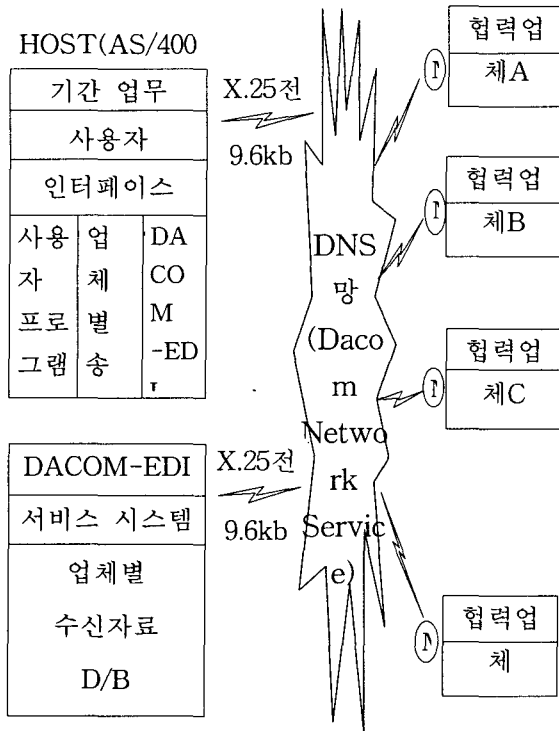 HOST(AS/400
기간 업무
사용자
인터페이스
사용 업 DA
자 체 CO
프로 별 M
그램 송 -ED
X.25전
9.6kb
DNS
망
(Daco
m
Netwo
rk
Servic
e)
협력업
체A
협력업
체B
협력업
체C
협력업
체
DACOM-EDI
서비스 시스템
업체별
수신자료
D/B
X.25전
9.6kb